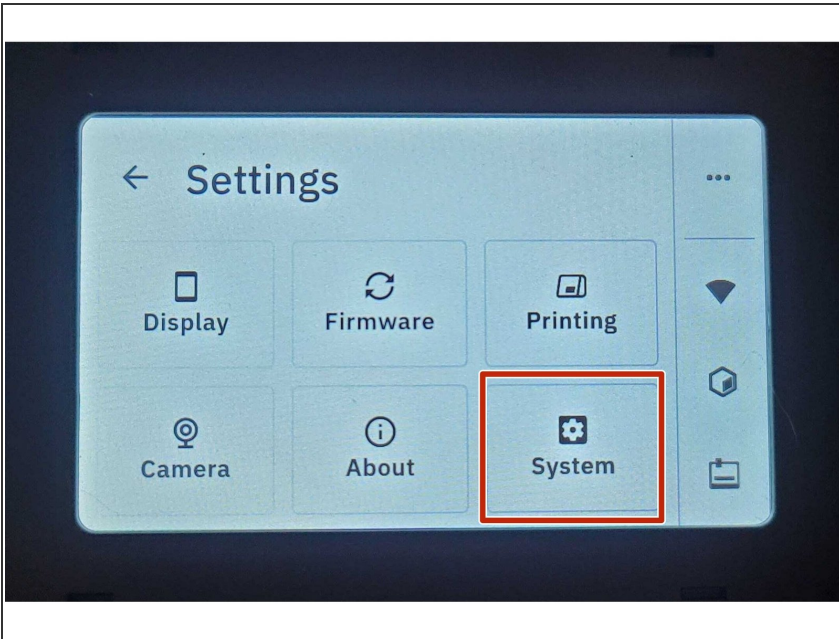 Settings
Display
Firmware
Printing
Camera
About
System